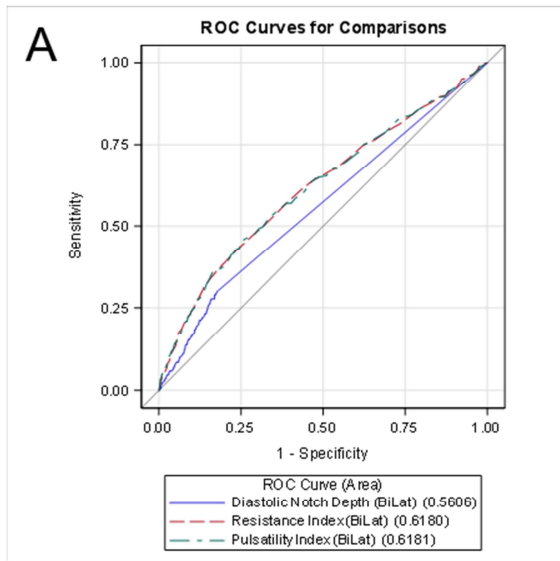 A
ROC Curves for Comparisons
1.00
0.75
0.50
0.25
0.00
Sensitivity
0.00 0.25 0.50 0.75 1.00
1 - Specificity
ROC Curve (Area)
Diastolic Notch Depth (BiLat) (0.5606)
Resistance Index(BiLat) (0.6180)
Pulsatility Index(BiLat) (0.6181)